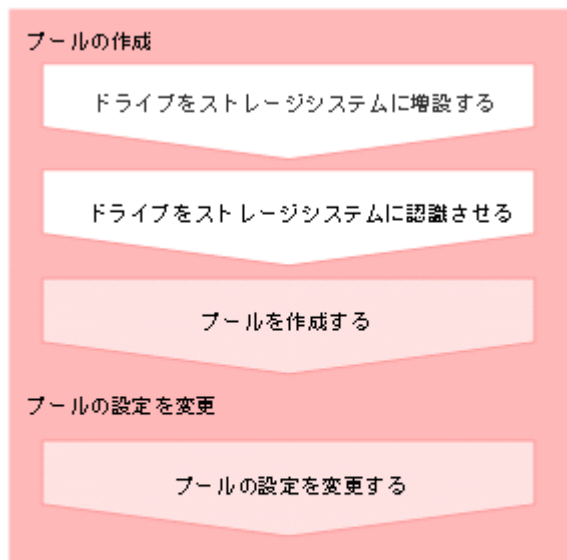 プールの作成
ドライブをストレージシステムに増設する
ドライブをストレージシステムに認識させる
プールを作成する
プールの設定を変更
プールの設定を変更する